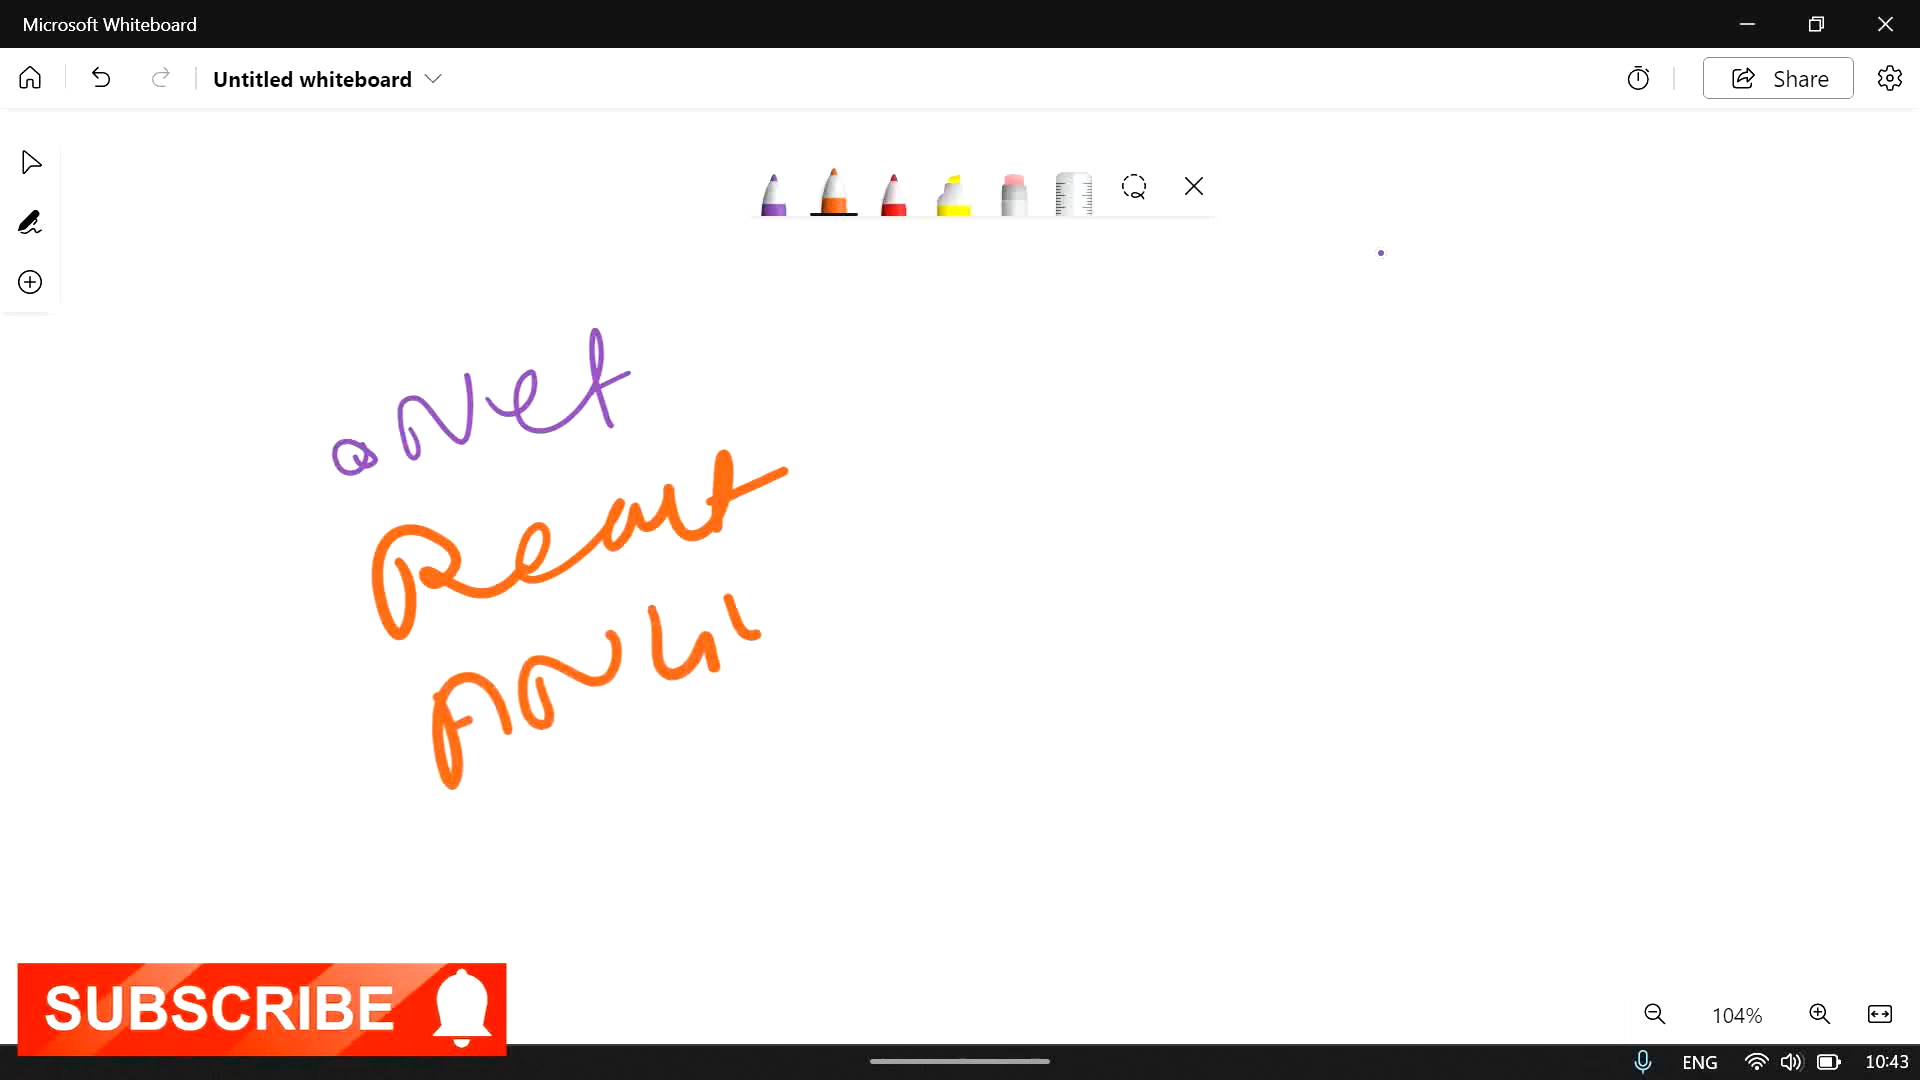 Microsoft Whiteboard
Untitled whiteboard
Share
.Net
React
SUBSCRIBE
104%
ENG
10:43